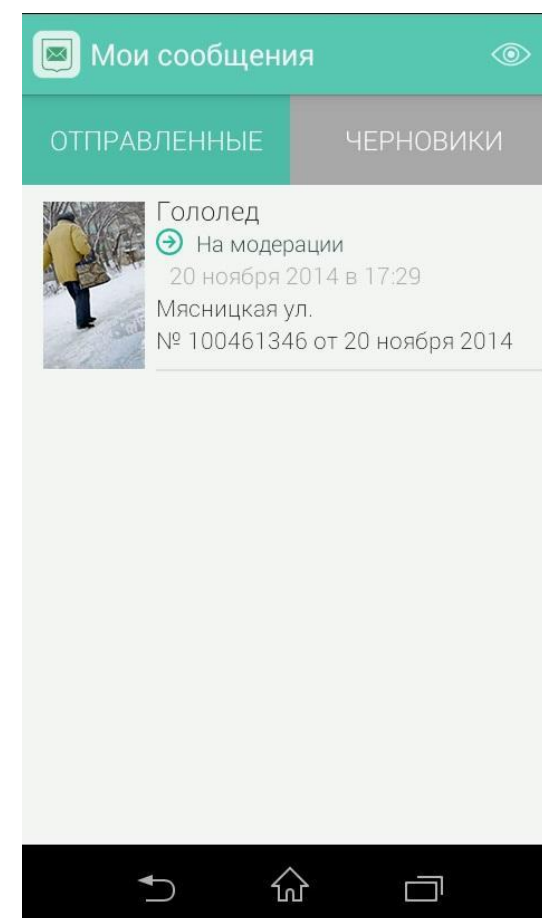 Мои сообщения
ОТПРАВЛЕННЫЕ
ЧЕРНОВИКИ
Гололед
На модерации
20 ноября 2014 в 17:29
Мясницкая ул.
№ 100461346 от 20 ноября 2014